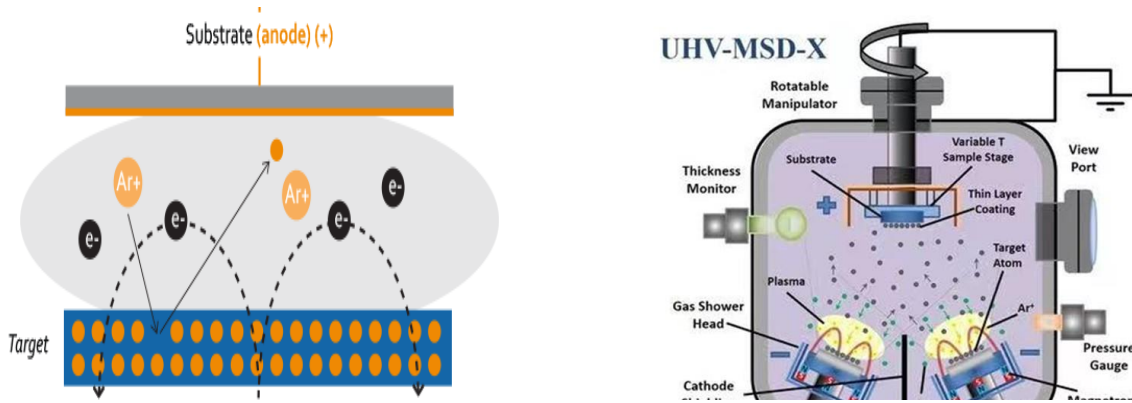 Substrate (anode) (+)
Ar+
Ar+
e-
e-
e-
e-
Target
UHV-MSD-X
Rotatable
Manipulator
Variable T
Sample Stage
Substrate
View
Port
Thickness
Monitor
Thin Layer
Coating
+
Target
Atom
Plasma
Gas Shower
Head
Ar⁺
Pressure
Gauge
Cathode